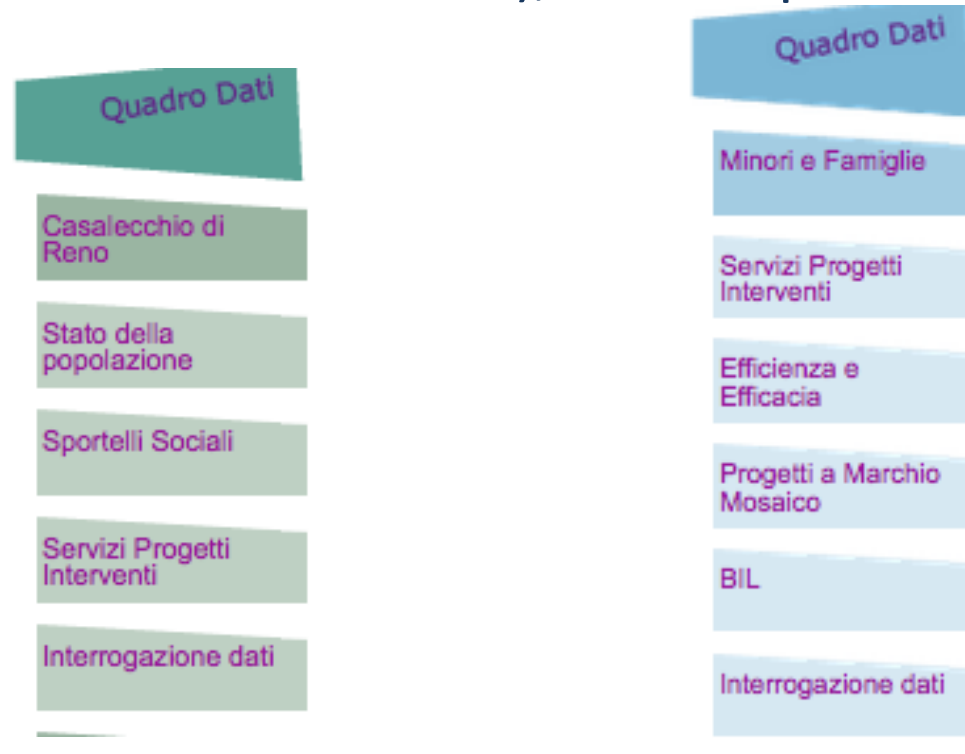 Quadro Dati
Casalecchio di
Reno
Stato della
popolazione
Sportelli Sociali
Servizi Progetti
Interventi
Interrogazione dati
Quadro Dati
Minori e Famiglie
Servizi Progetti
Interventi
Efficienza e
Efficacia
Progetti a Marchio
Mosaico
BIL
Interrogazione dati